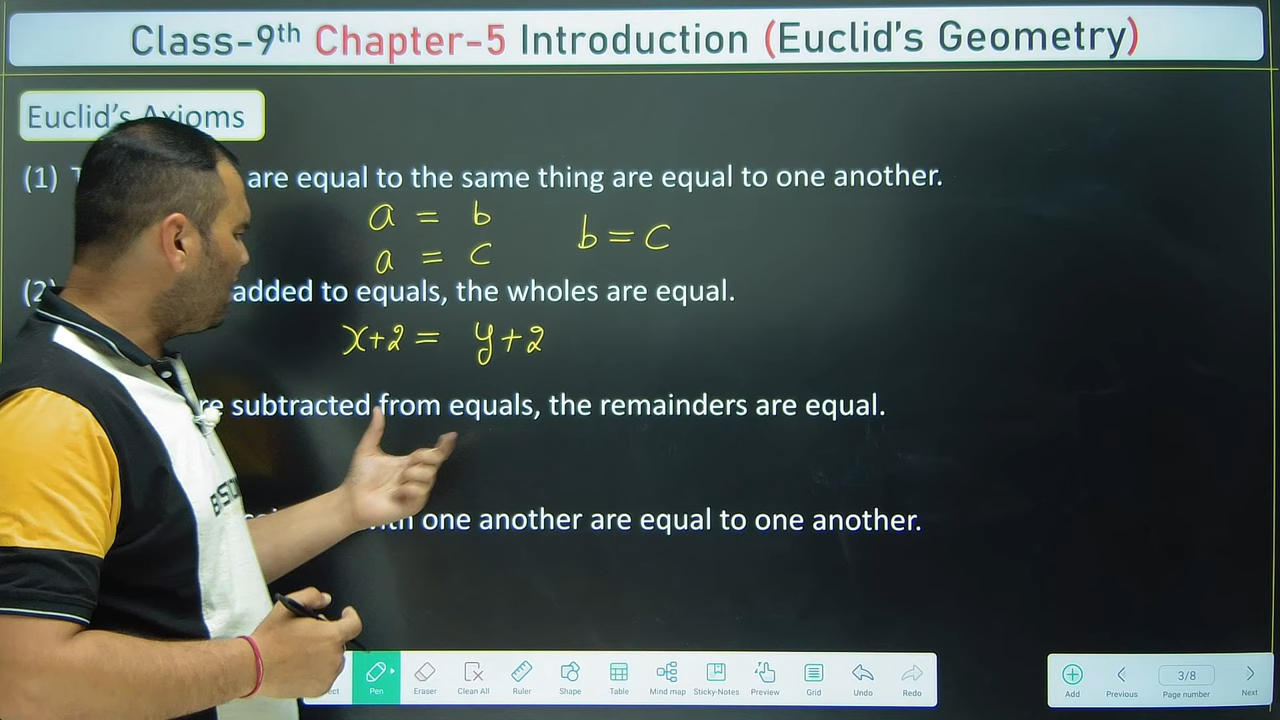 Class-9th Chapter-5 Introduction (Euclid's Geometry)
Euclid's Axioms
(1) are equal to the same thing are equal to one another.
a = b
a = c
b = c
(2) added to equals, the wholes are equal.
x+2 = y+2
re subtracted from equals, the remainders are equal.
with one another are equal to one another.
Pen
Eraser
Clean All
Ruler
Shape
Table
Mind map
Sticky-Notes
Preview
Grid
Undo
Redo
Add
Previous
3/8
Page number
Next